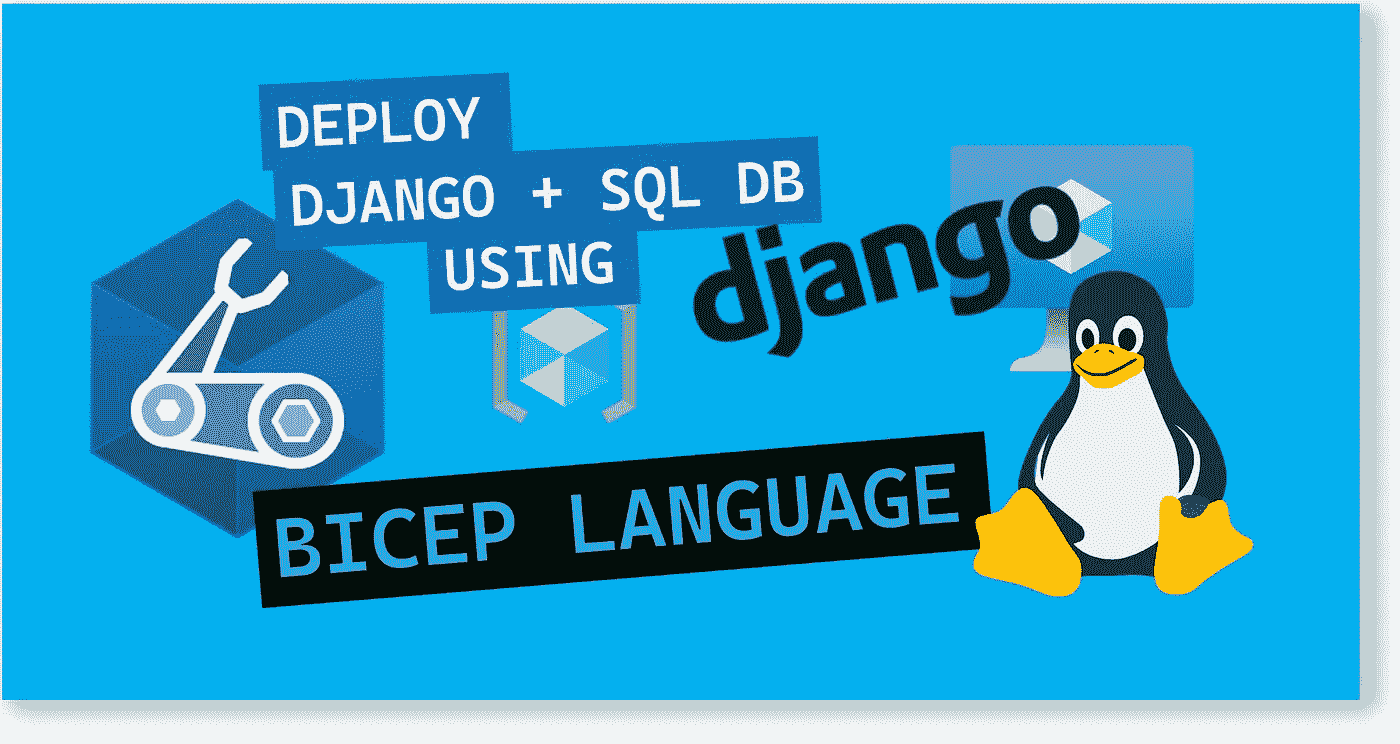 DEPLOY
DJANGO + SQL DB
USING
django
BICEP LANGUAGE